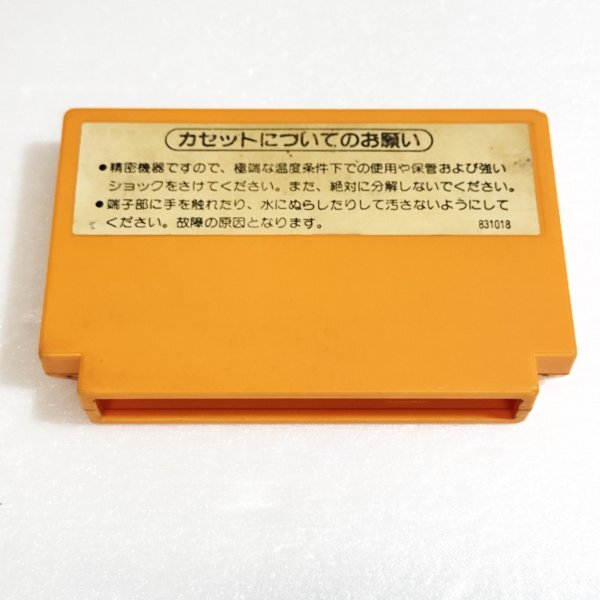 カセットについてのお願い
●精密機器ですので、極端な温度条件下での使用や保管および強い
ショックをさけてください。また、絶対に分解しないでください。
●端子部に手を触れたり、水にぬらしたりして汚さないようにして
ください。故障の原因となります。
831018